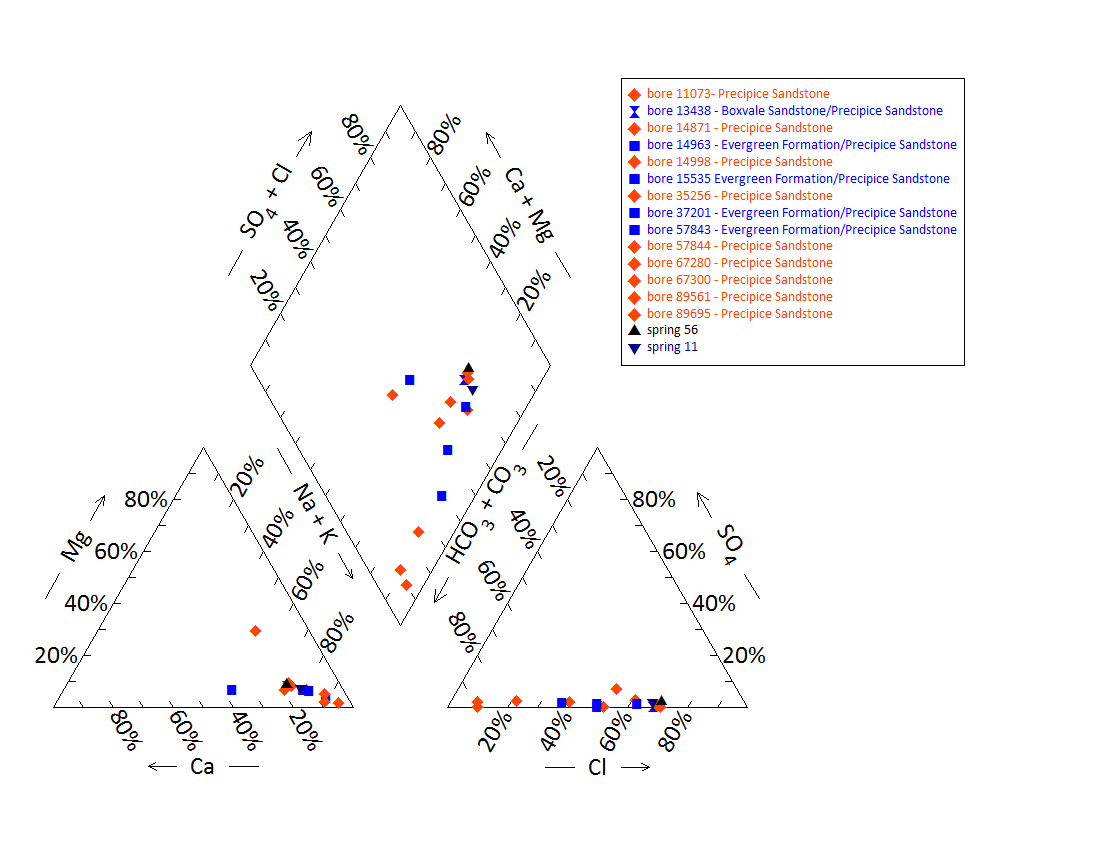 bore 11073- Precipice Sandstone
bore 13438 - Boxvale Sandstone/Precipice Sandstone
bore 14871 - Precipice Sandstone
bore 14963 - Evergreen Formation/Precipice Sandstone
bore 14998 - Precipice Sandstone
bore 15535 Evergreen Formation/Precipice Sandstone
bore 35256 - Precipice Sandstone
bore 37201 - Evergreen Formation/Precipice Sandstone
bore 57843 - Evergreen Formation/Precipice Sandstone
bore 57844 - Precipice Sandstone
bore 67280 - Precipice Sandstone
bore 67300 - Precipice Sandstone
bore 89561 - Precipice Sandstone
bore 89695 - Precipice Sandstone
spring 56
spring 11
80%
60%
40%
20%
SO4 + Cl
80%
60%
40%
20%
Ca + Mg
Na + K
HCO3 + CO3
80%
60%
40%
20%
Mg
20%
40%
60%
80%
80%
60%
40%
20%
Ca
20%
40%
60%
80%
80%
60%
40%
20%
SO4
20%
40%
60%
80%
Cl